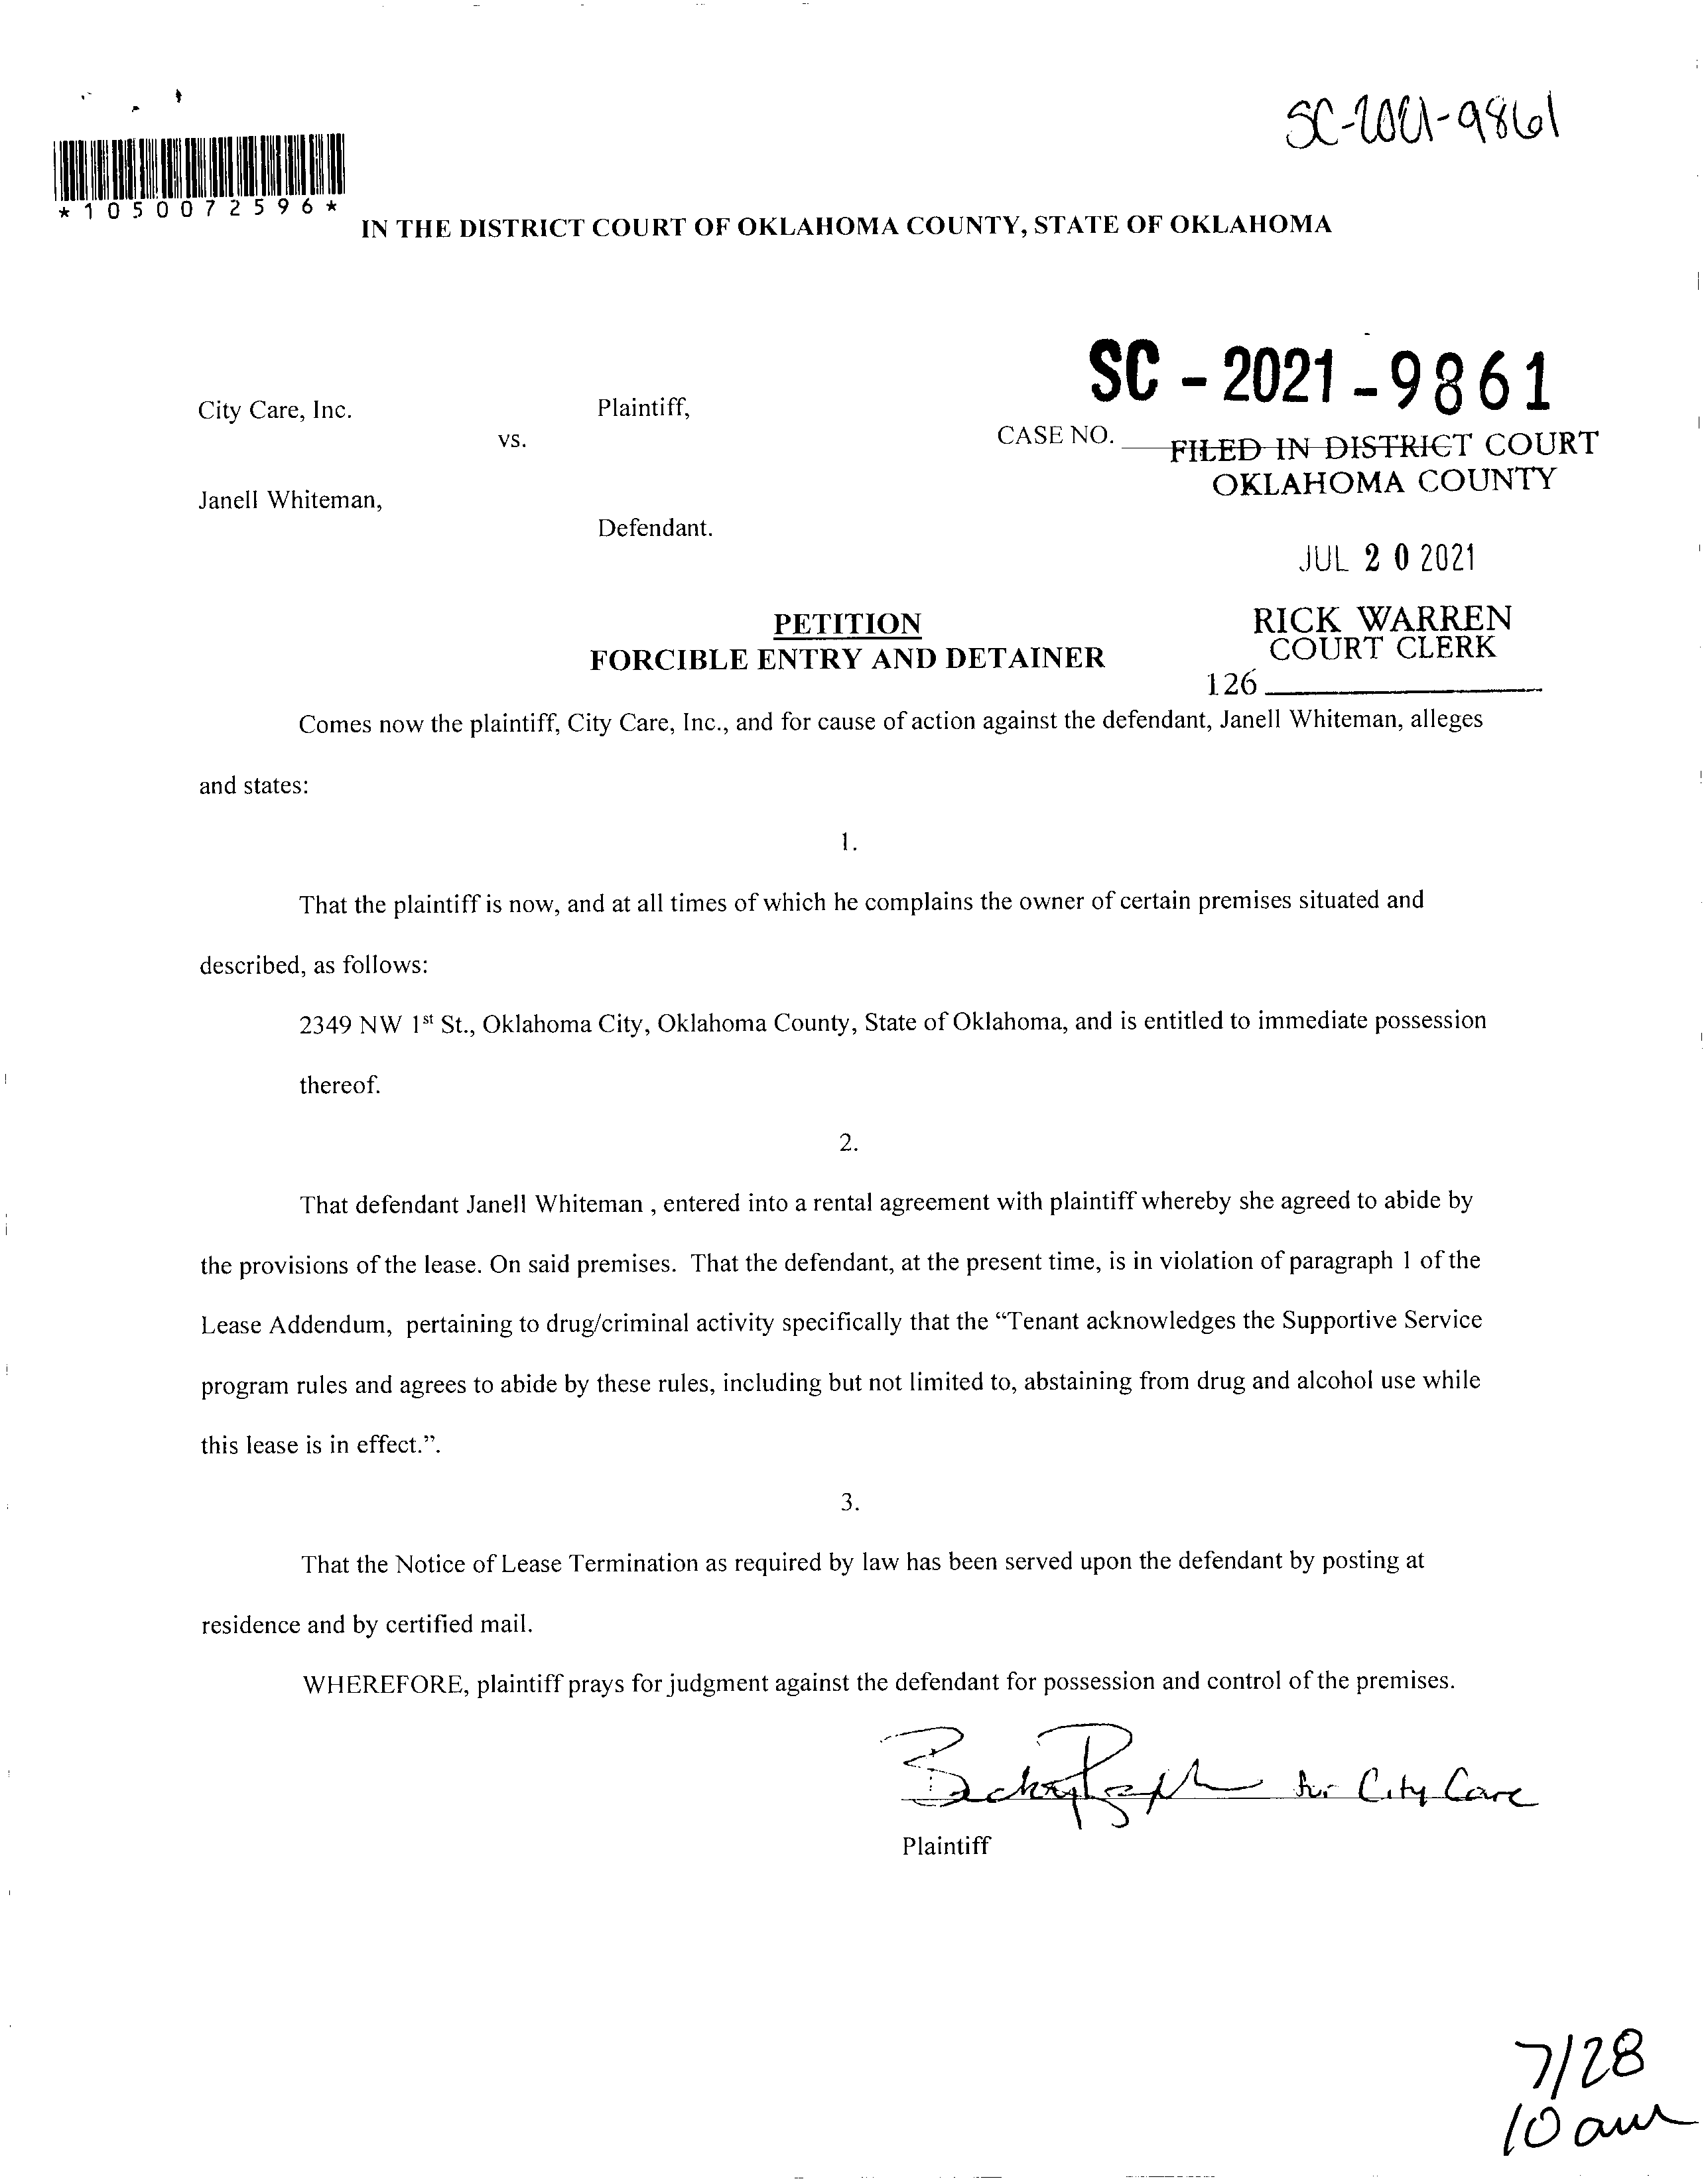 SC-2021-9861
*1050072596*
IN THE DISTRICT COURT OF OKLAHOMA COUNTY, STATE OF OKLAHOMA
SC - 2021 - 9861
City Care, Inc. Plaintiff,
vs. CASE NO.
FILED IN DISTRICT COURT
OKLAHOMA COUNTY
Janell Whiteman,
Defendant.
JUL 20 2021
RICK WARREN
COURT CLERK
126
PETITION
FORCIBLE ENTRY AND DETAINER
Comes now the plaintiff, City Care, Inc., and for cause of action against the defendant, Janell Whiteman, alleges
and states:
1.
That the plaintiff is now, and at all times of which he complains the owner of certain premises situated and
described, as follows:
2349 NW 1st St., Oklahoma City, Oklahoma County, State of Oklahoma, and is entitled to immediate possession
thereof.
2.
That defendant Janell Whiteman , entered into a rental agreement with plaintiff whereby she agreed to abide by
the provisions of the lease. On said premises. That the defendant, at the present time, is in violation of paragraph 1 of the
Lease Addendum, pertaining to drug/criminal activity specifically that the “Tenant acknowledges the Supportive Service
program rules and agrees to abide by these rules, including but not limited to, abstaining from drug and alcohol use while
this lease is in effect.”.
3.
That the Notice of Lease Termination as required by law has been served upon the defendant by posting at
residence and by certified mail.
WHEREFORE, plaintiff prays for judgment against the defendant for possession and control of the premises.
for City Care
Plaintiff
7/28
10 am